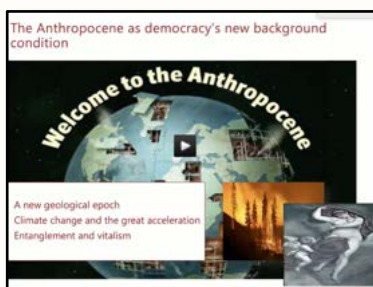 The Anthropocene as democracy's new background
condition
Welcome to the Anthropocene
A new geological epoch
Climate change and the great acceleration
Entanglement and vitalism